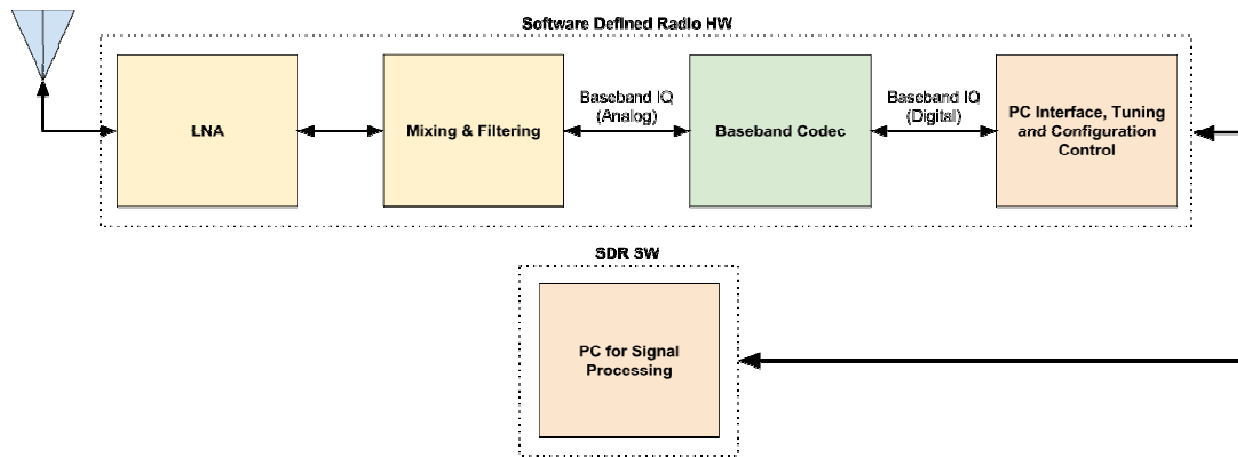 Software Defined Radio HW
LNA
Mixing & Filtering
Baseband IQ
(Analog)
Baseband Codec
Baseband IQ
(Digital)
PC Interface, Tuning
and Configuration
Control
SDR SW
PC for Signal
Processing